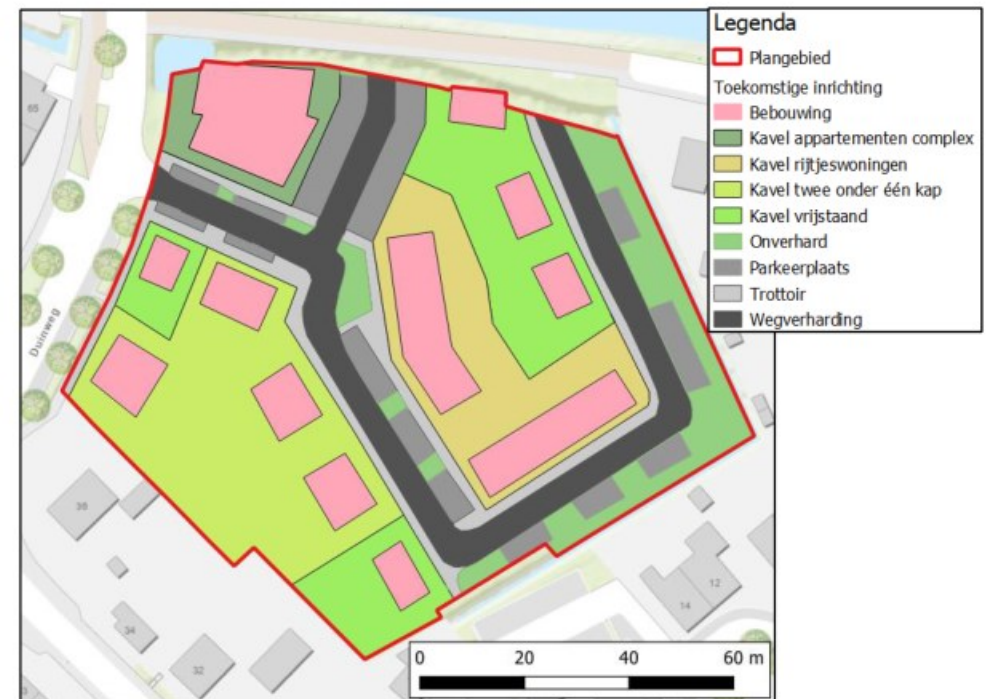 Legenda
Plangebied
Toekomstige inrichting
Bebouwing
Kavel appartementen complex
Kavel rijtjeswoningen
Kavel twee onder één kap
Kavel vrijstaand
Onverhard
Parkeerplaats
Trottoir
Wegverharding
65
Duinweg
38
34
32
12
14
0 20 40 60 m